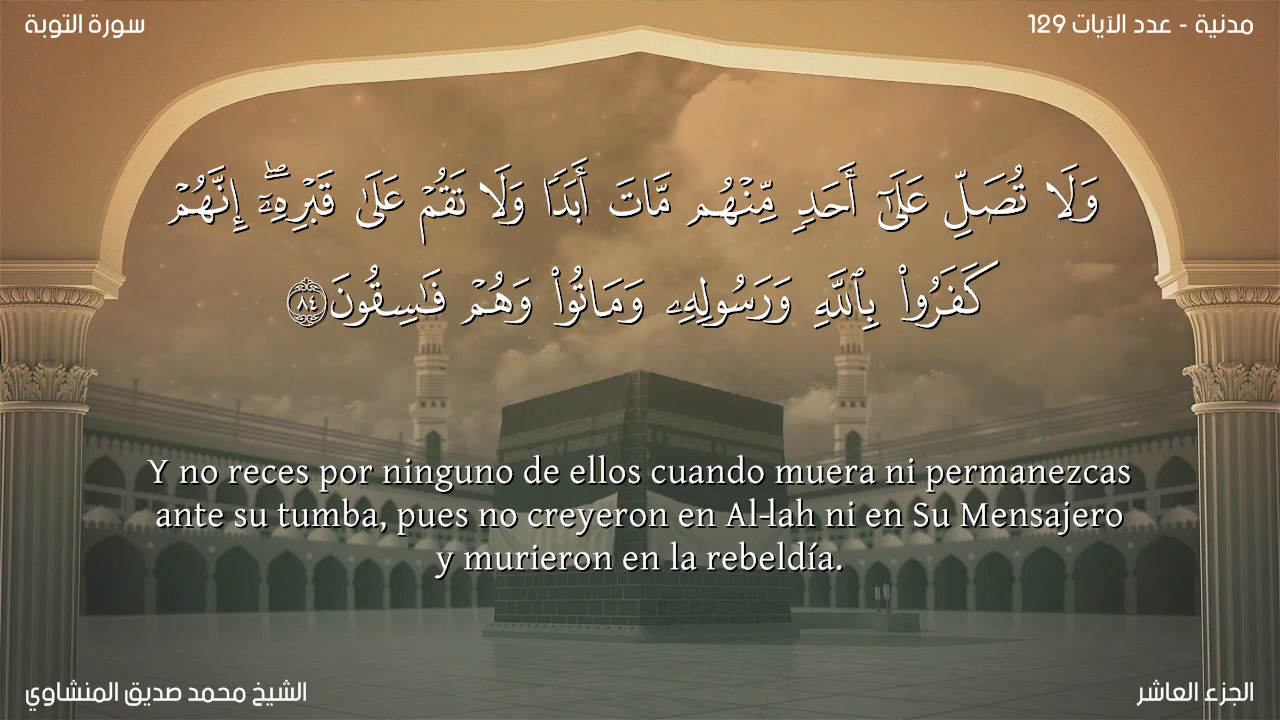 سورة التوبة
مدنية - عدد الآيات 129
وَلَا تُصَلِّ عَلَىٰٓ أَحَدٍ مِّنْهُم مَّاتَ أَبَدًا وَلَا تَقُمْ عَلَىٰ قَبْرِهِۦٓ ۖ إِنَّهُمْ
كَفَرُوا۟ بِٱللَّهِ وَرَسُولِهِۦ وَمَاتُوا۟ وَهُمْ فَـٰسِقُونَ ٨٤
Y no reces por ninguno de ellos cuando muera ni permanezcas
ante su tumba, pues no creyeron en Al-lah ni en Su Mensajero
y murieron en la rebeldía.
الشيخ محمد صديق المنشاوي
الجزء العاشر